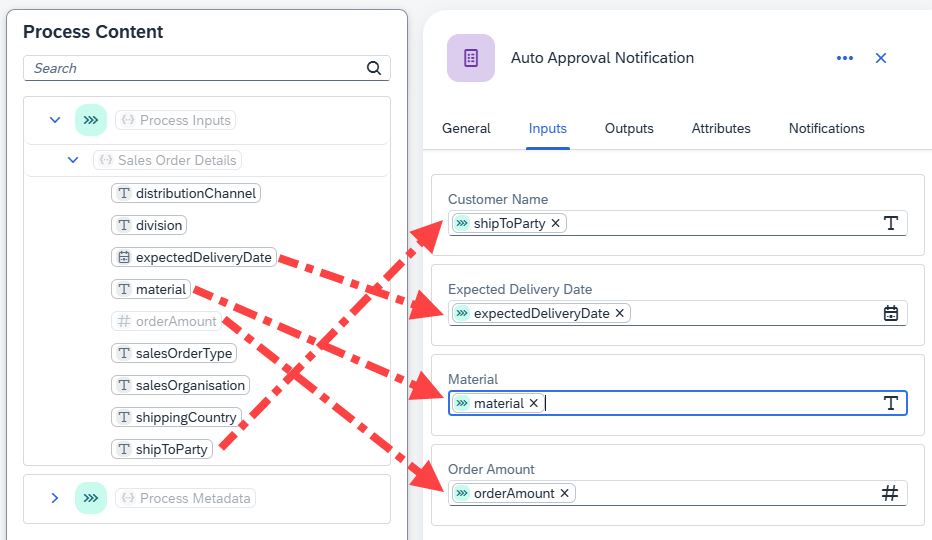 Process Content
Search
Process Inputs
Sales Order Details
distributionChannel
division
expectedDeliveryDate
material
orderAmount
salesOrderType
salesOrganisation
shippingCountry
shipToParty
Process Metadata
Auto Approval Notification
General Inputs Outputs Attributes Notifications
Customer Name
shipToParty
Expected Delivery Date
expectedDeliveryDate
Material
material
Order Amount
orderAmount